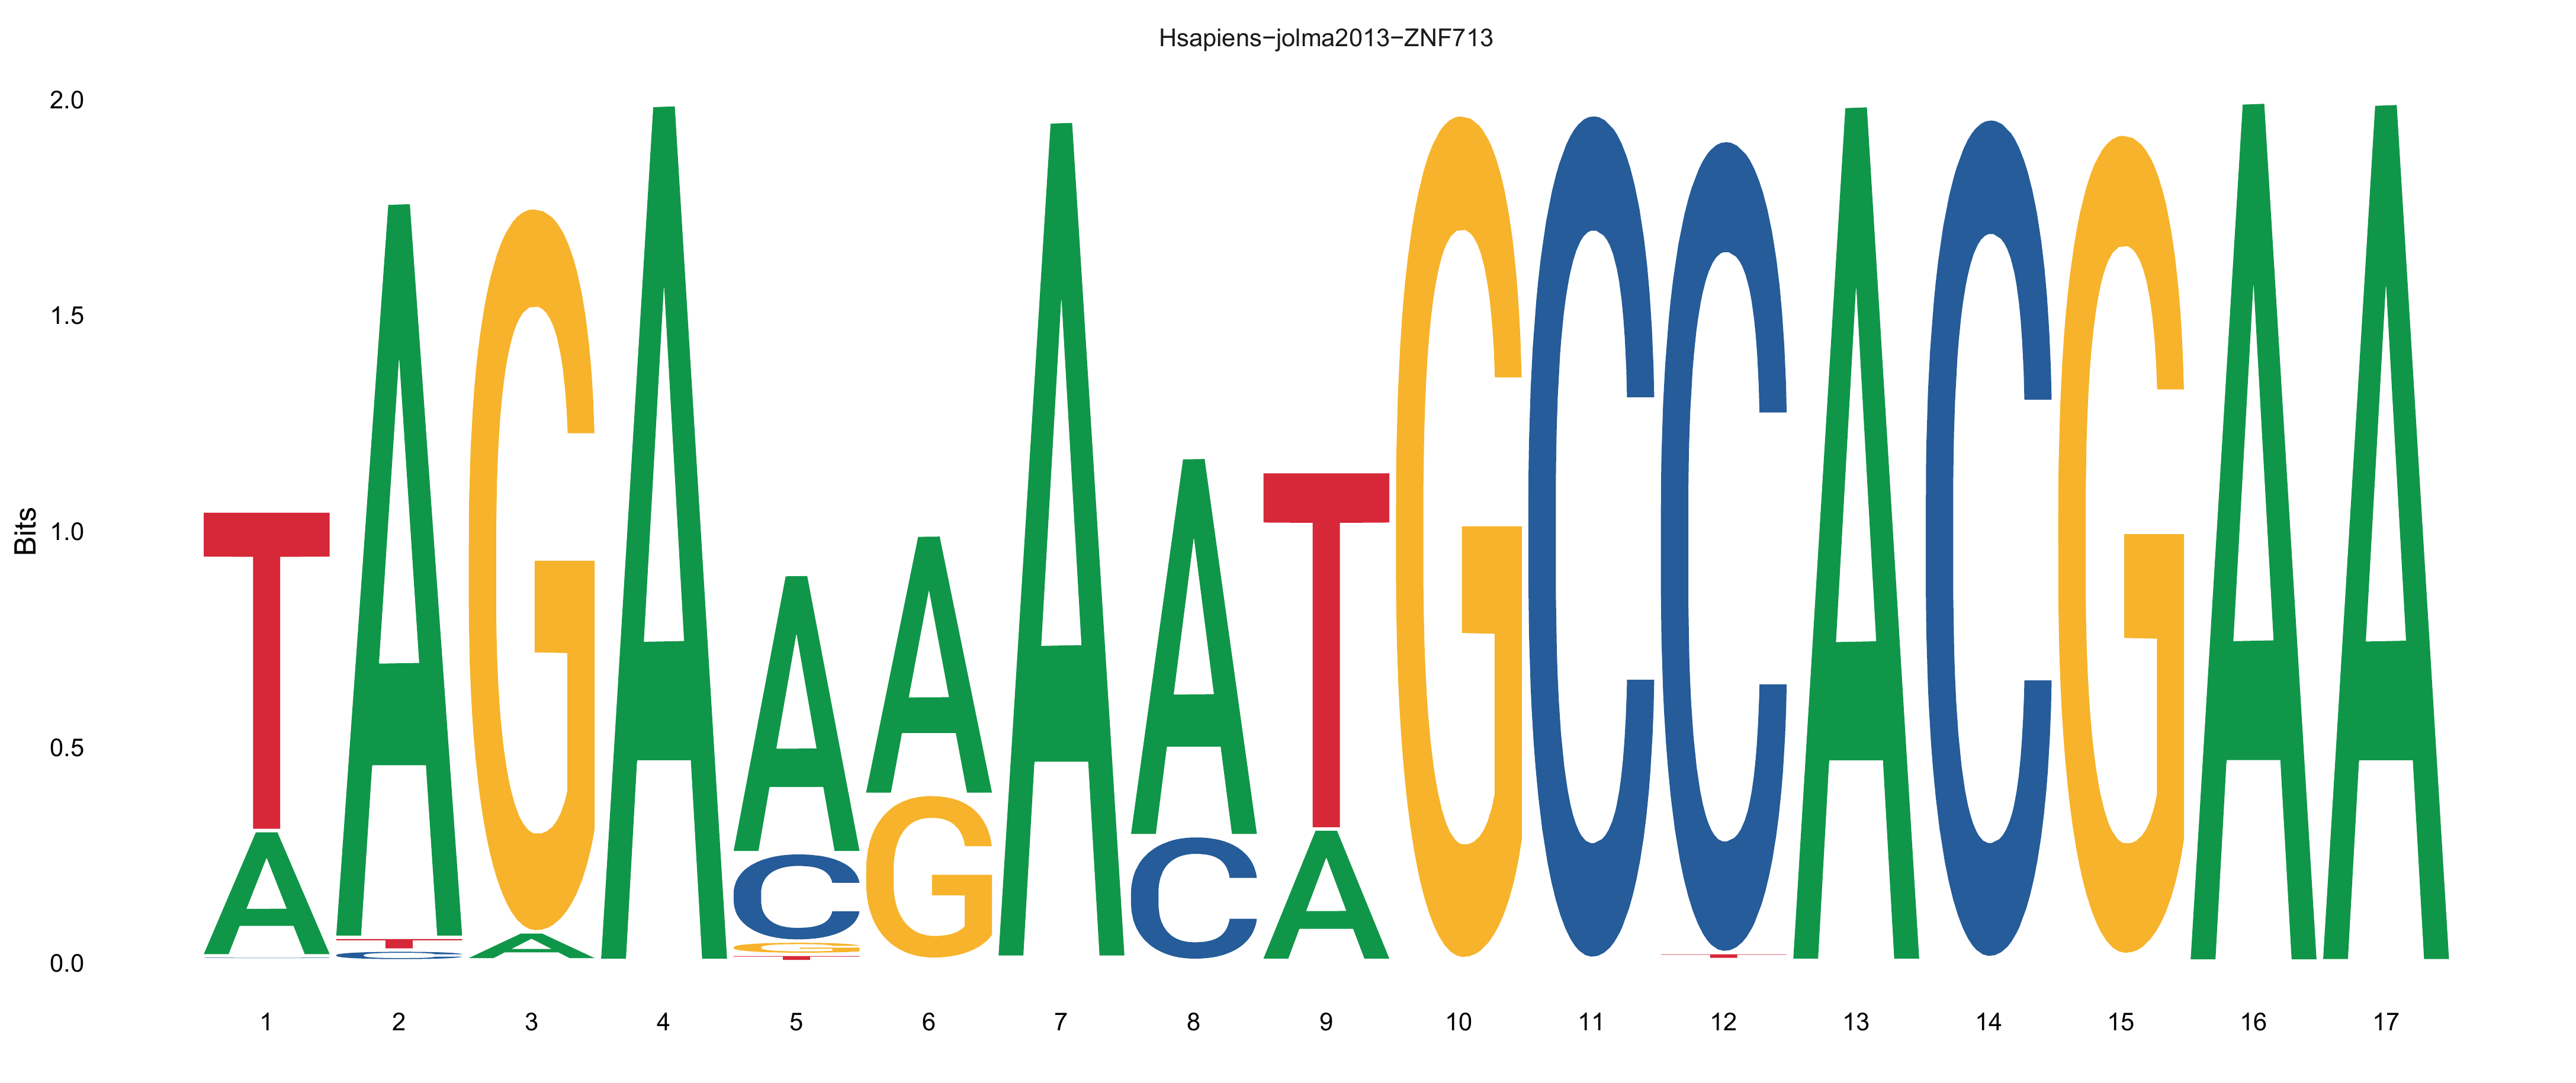 Hsapiens−jolma2013−ZNF713
2.0
1.5
1.0
0.5
0.0
Bits
T A G A A A A A T G C C A C G A A
A T A C G C A T
C C G
T
1 2 3 4 5 6 7 8 9 10 11 12 13 14 15 16 17